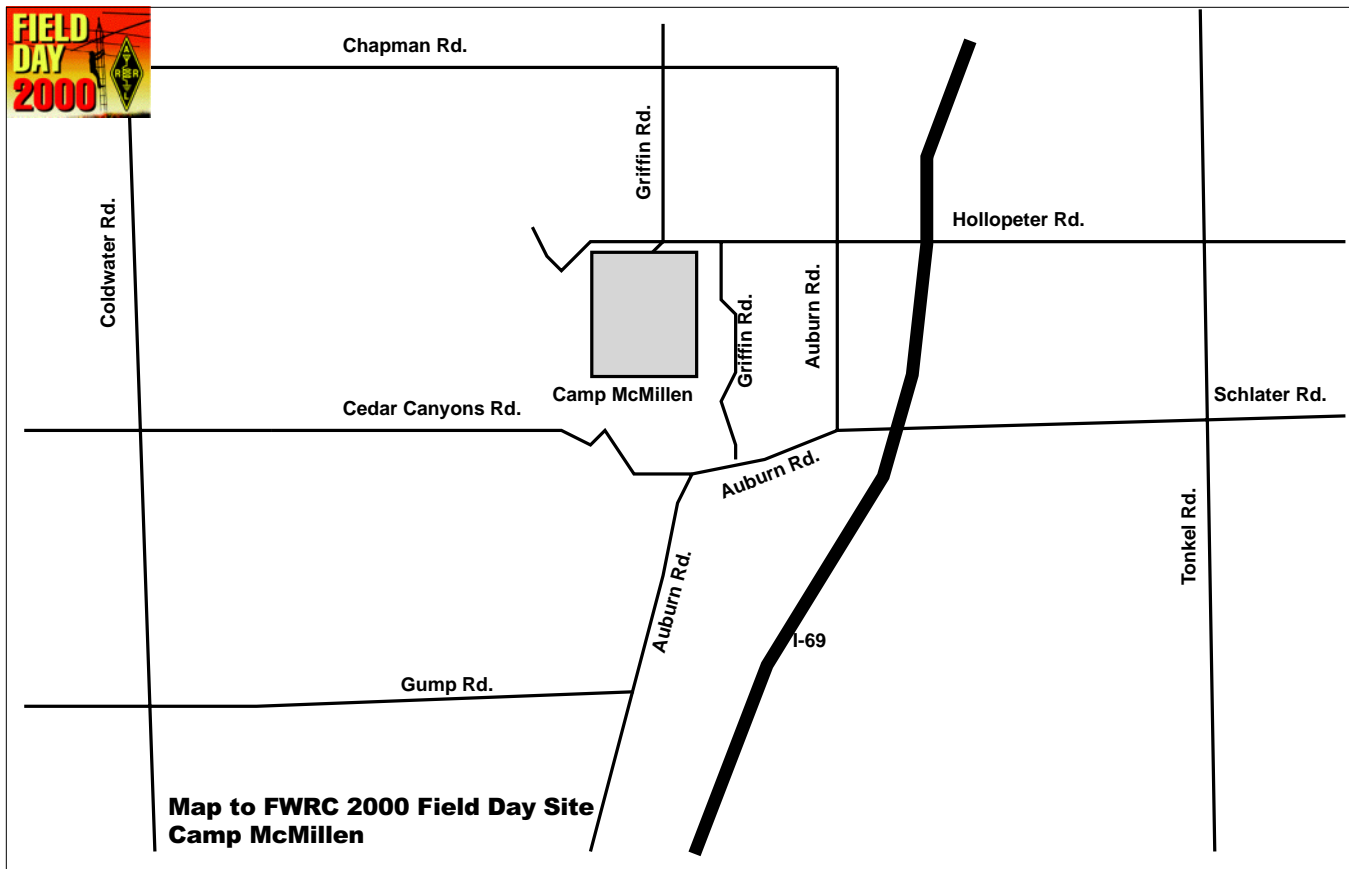 FIELD
DAY
2000
ARRL
Chapman Rd.
Griffin Rd.
Coldwater Rd.
Hollopeter Rd.
Auburn Rd.
Griffin Rd.
Camp McMillen
Cedar Canyons Rd.
Schlater Rd.
Auburn Rd.
Tonkel Rd.
Auburn Rd.
I-69
Gump Rd.
Map to FWRC 2000 Field Day Site
Camp McMillen